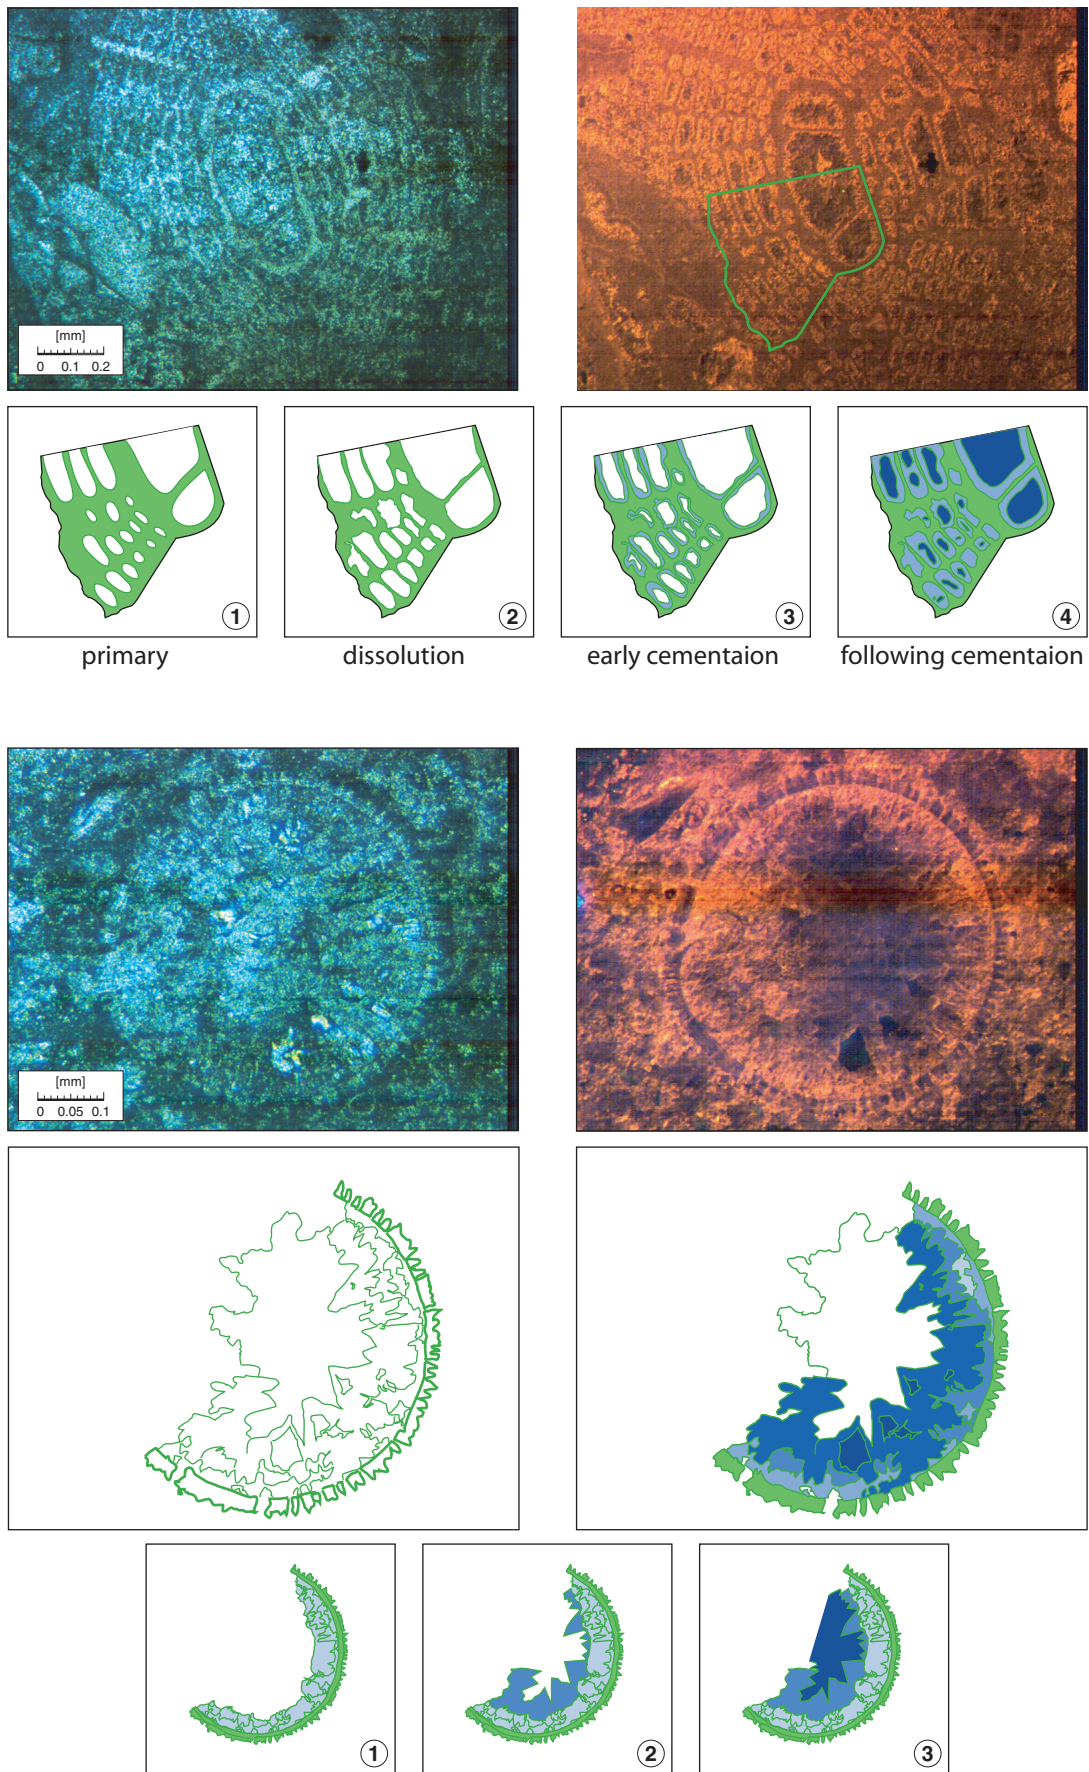 [mm]
0 0.1 0.2
1
2
3
4
primary
dissolution
early cementaion
following cementaion
[mm]
0 0.05 0.1
1
2
3